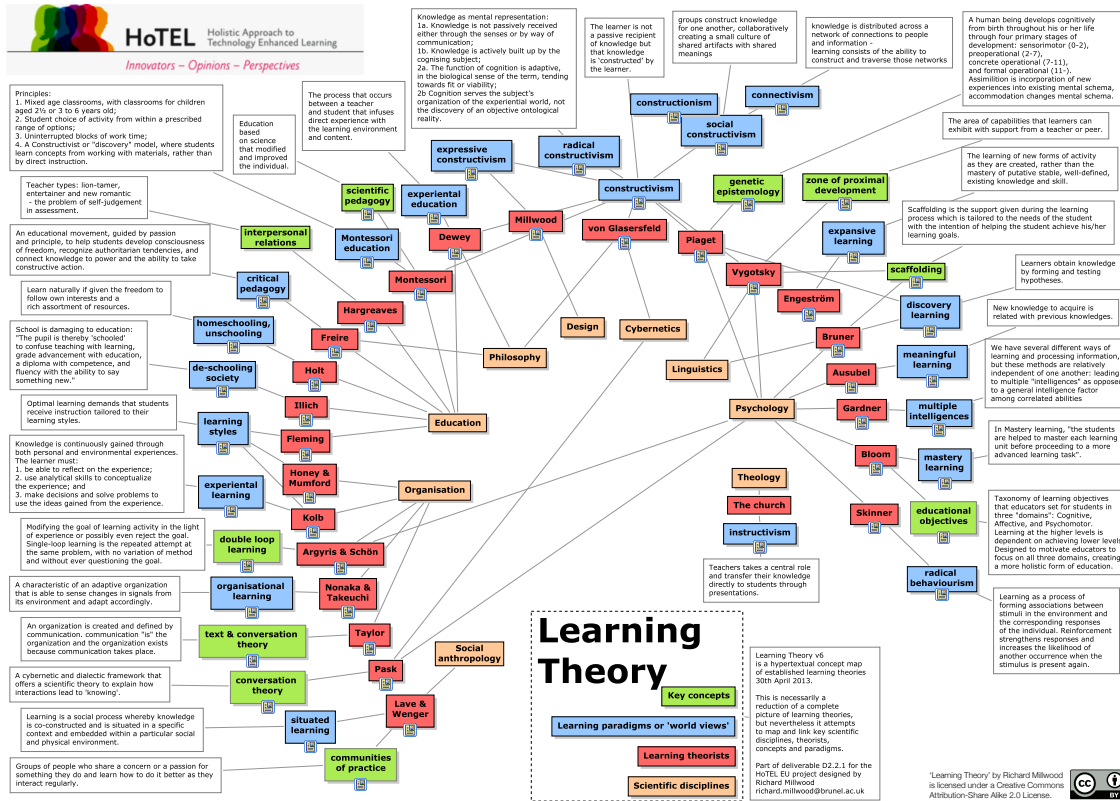 HoTEL
Holistic Approach to
Technology Enhanced Learning
Innovators – Opinions – Perspectives
Principles:
1. Mixed age classrooms, with classrooms for children
aged 2½ or 3 to 6 years old;
2. Student choice of activity from within a prescribed
range of options;
3. Uninterrupted blocks of work time;
4. A Constructivist or "discovery" model, where students
learn concepts from working with materials, rather than
by direct instruction.
Education
based
on science
that modified
and improved
the individual.
The process that occurs
between a teacher
and student that infuses
direct experience with
the learning environment
and content.
Knowledge as mental representation:
1a. Knowledge is not passively received
either through the senses or by way of
communication;
1b. Knowledge is actively built up by the
cognising subject;
2a. The function of cognition is adaptive,
in the biological sense of the term, tending
towards fit or viability;
2b Cognition serves the subject's
organization of the experiential world, not
the discovery of an objective ontological
reality.
The learner is not
a passive recipient
of knowledge but
that knowledge
is 'constructed' by
the learner.
groups construct knowledge
for one another, collaboratively
creating a small culture of
shared artifacts with shared
meanings
knowledge is distributed across a
network of connections to people
and information -
learning consists of the ability to
construct and traverse those networks
A human being develops cognitively
from birth throughout his or her life
through four primary stages of
development: sensorimotor (0-2),
preoperational (2-7),
concrete operational (7-11),
and formal operational (11-).
Assimilition is incorporation of new
experiences into existing mental schema,
accommodation changes mental schema.
The area of capabilities that learners can
exhibit with support from a teacher or peer.
The learning of new forms of activity
as they are created, rather than the
mastery of putative stable, well-defined,
existing knowledge and skill.
Scaffolding is the support given during the learning
process which is tailored to the needs of the student
with the intention of helping the student achieve his/her
learning goals.
Learners obtain knowledge
by forming and testing
hypotheses.
New knowledge to acquire is
related with previous knowledges.
We have several different ways of
learning and processing information,
but these methods are relatively
independent of one another: leading
to multiple "intelligences" as opposed
to a general intelligence factor
among correlated abilities
In Mastery learning, "the students
are helped to master each learning
unit before proceeding to a more
advanced learning task".
Taxonomy of learning objectives
that educators set for students in
three "domains": Cognitive,
Affective, and Psychomotor.
Learning at the higher levels is
dependent on achieving lower levels
Designed to motivate educators to
focus on all three domains, creating
a more holistic form of education.
Learning as a process of
forming associations between
stimuli in the environment and
the corresponding responses
of the individual. Reinforcement
strengthens responses and
increases the likelihood of
another occurrence when the
stimulus is present again.
Teacher types: lion-tamer,
entertainer and new romantic
- the problem of self-judgement
in assessment.
An educational movement, guided by passion
and principle, to help students develop consciousness
of freedom, recognize authoritarian tendencies, and
connect knowledge to power and the ability to take
constructive action.
Learn naturally if given the freedom to
follow own interests and a
rich assortment of resources.
School is damaging to education:
"The pupil is thereby 'schooled'
to confuse teaching with learning,
grade advancement with education,
a diploma with competence, and
fluency with the ability to say
something new."
Optimal learning demands that students
receive instruction tailored to their
learning styles.
Knowledge is continuously gained through
both personal and environmental experiences.
The learner must:
1. be able to reflect on the experience;
2. use analytical skills to conceptualize
the experience; and
3. make decisions and solve problems to
use the ideas gained from the experience.
Modifying the goal of learning activity in the light
of experience or possibly even reject the goal.
Single-loop learning is the repeated attempt at
the same problem, with no variation of method
and without ever questioning the goal.
A characteristic of an adaptive organization
that is able to sense changes in signals from
its environment and adapt accordingly.
An organization is created and defined by
communication. communication "is" the
organization and the organization exists
because communication takes place.
A cybernetic and dialectic framework that
offers a scientific theory to explain how
interactions lead to 'knowing'.
Learning is a social process whereby knowledge
is co-constructed and is situated in a specific
context and embedded within a particular social
and physical environment.
Groups of people who share a concern or a passion for
something they do and learn how to do it better as they
interact regularly.
constructionism
connectivism
social
constructivism
radical
constructivism
expressive
constructivism
constructivism
genetic
epistemology
zone of proximal
development
scientific
pedagogy
experiential
education
Millwood
von Glasersfeld
Piaget
expansive
learning
interpersonal
relations
Montessori
education
Dewey
Vygotsky
scaffolding
critical
pedagogy
Montessori
Engeström
discovery
learning
Hargreaves
homeschooling,
unschooling
Freire
Design
Cybernetics
Bruner
Philosophy
Linguistics
meaningful
learning
de-schooling
society
Holt
Ausubel
Illich
Psychology
Gardner
multiple
intelligences
learning
styles
Education
Fleming
Bloom
mastery
learning
Honey &
Mumford
Organisation
Theology
experiential
learning
The church
Kolb
Skinner
educational
objectives
instructivism
double loop
learning
Argyris & Schön
Teachers take a central role
and transfer their knowledge
directly to students through
presentations.
radical
behaviourism
organisational
learning
Nonaka &
Takeuchi
text & conversation
theory
Taylor
Social
anthropology
conversation
theory
Pask
situated
learning
Lave &
Wenger
communities
of practice
Learning
Theory
Key concepts
Learning paradigms or 'world views'
Learning theorists
Scientific disciplines
Learning Theory v6
is a hypertextual concept map
of established learning theories
30th April 2013.
This is necessarily a
reduction of a complete
picture of learning theories,
but nevertheless it attempts
to map and link key scientific
disciplines, theorists,
concepts and paradigms.
Part of deliverable D2.2.1 for the
HoTEL EU project designed by
Richard Millwood
richard.millwood@brunel.ac.uk
'Learning Theory' by Richard Millwood
is licensed under a Creative Commons
Attribution-Share Alike 2.0 License.
cc
BY